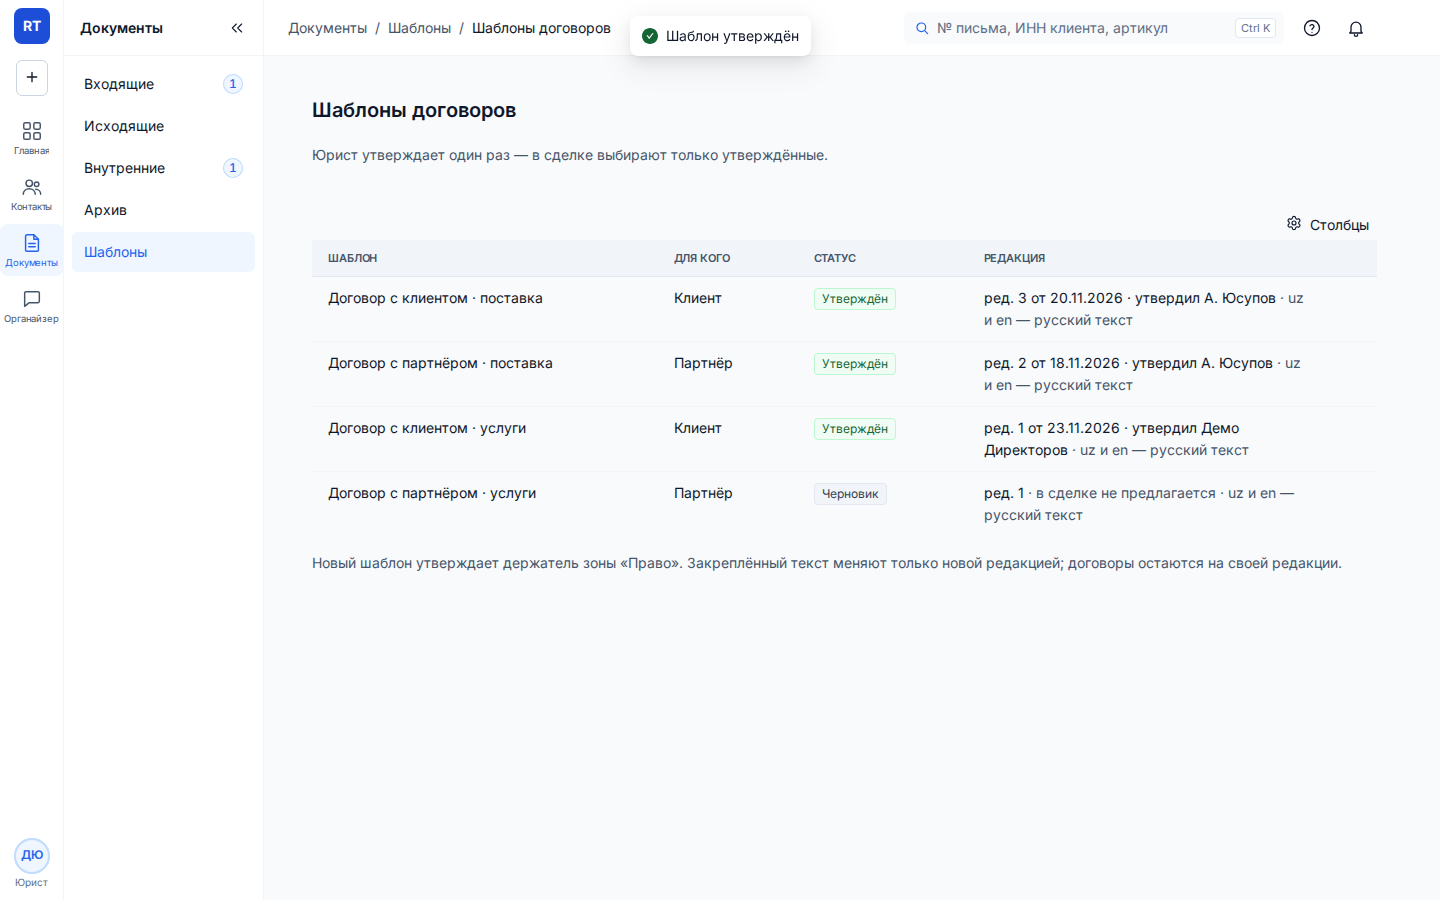 RT
Документы
Документы / Шаблоны / Шаблоны договоров
Шаблон утверждён
№ письма, ИНН клиента, артикул
Ctrl K
Главная
Контакты
Документы
Органайзер
Входящие 1
Исходящие
Внутренние 1
Архив
Шаблоны
Шаблоны договоров
Юрист утверждает один раз — в сделке выбирают только утверждённые.
Столбцы
ШАБЛОН ДЛЯ КОГО СТАТУС РЕДАКЦИЯ
Договор с клиентом · поставка Клиент Утверждён ред. 3 от 20.11.2026 · утвердил А. Юсупов · uz
и en — русский текст
Договор с партнёром · поставка Партнёр Утверждён ред. 2 от 18.11.2026 · утвердил А. Юсупов · uz
и en — русский текст
Договор с клиентом · услуги Клиент Утверждён ред. 1 от 23.11.2026 · утвердил Демо
Директоров · uz и en — русский текст
Договор с партнёром · услуги Партнёр Черновик ред. 1 · в сделке не предлагается · uz и en —
русский текст
Новый шаблон утверждает держатель зоны «Право». Закреплённый текст меняют только новой редакцией; договоры остаются на своей редакции.
ДЮ
Юрист